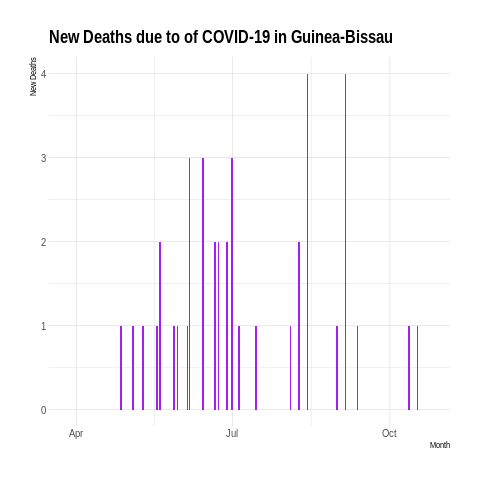 New Deaths due to of COVID-19 in Guinea-Bissau
New Deaths
4
3
2
1
0
Apr
Jul
Oct
Month